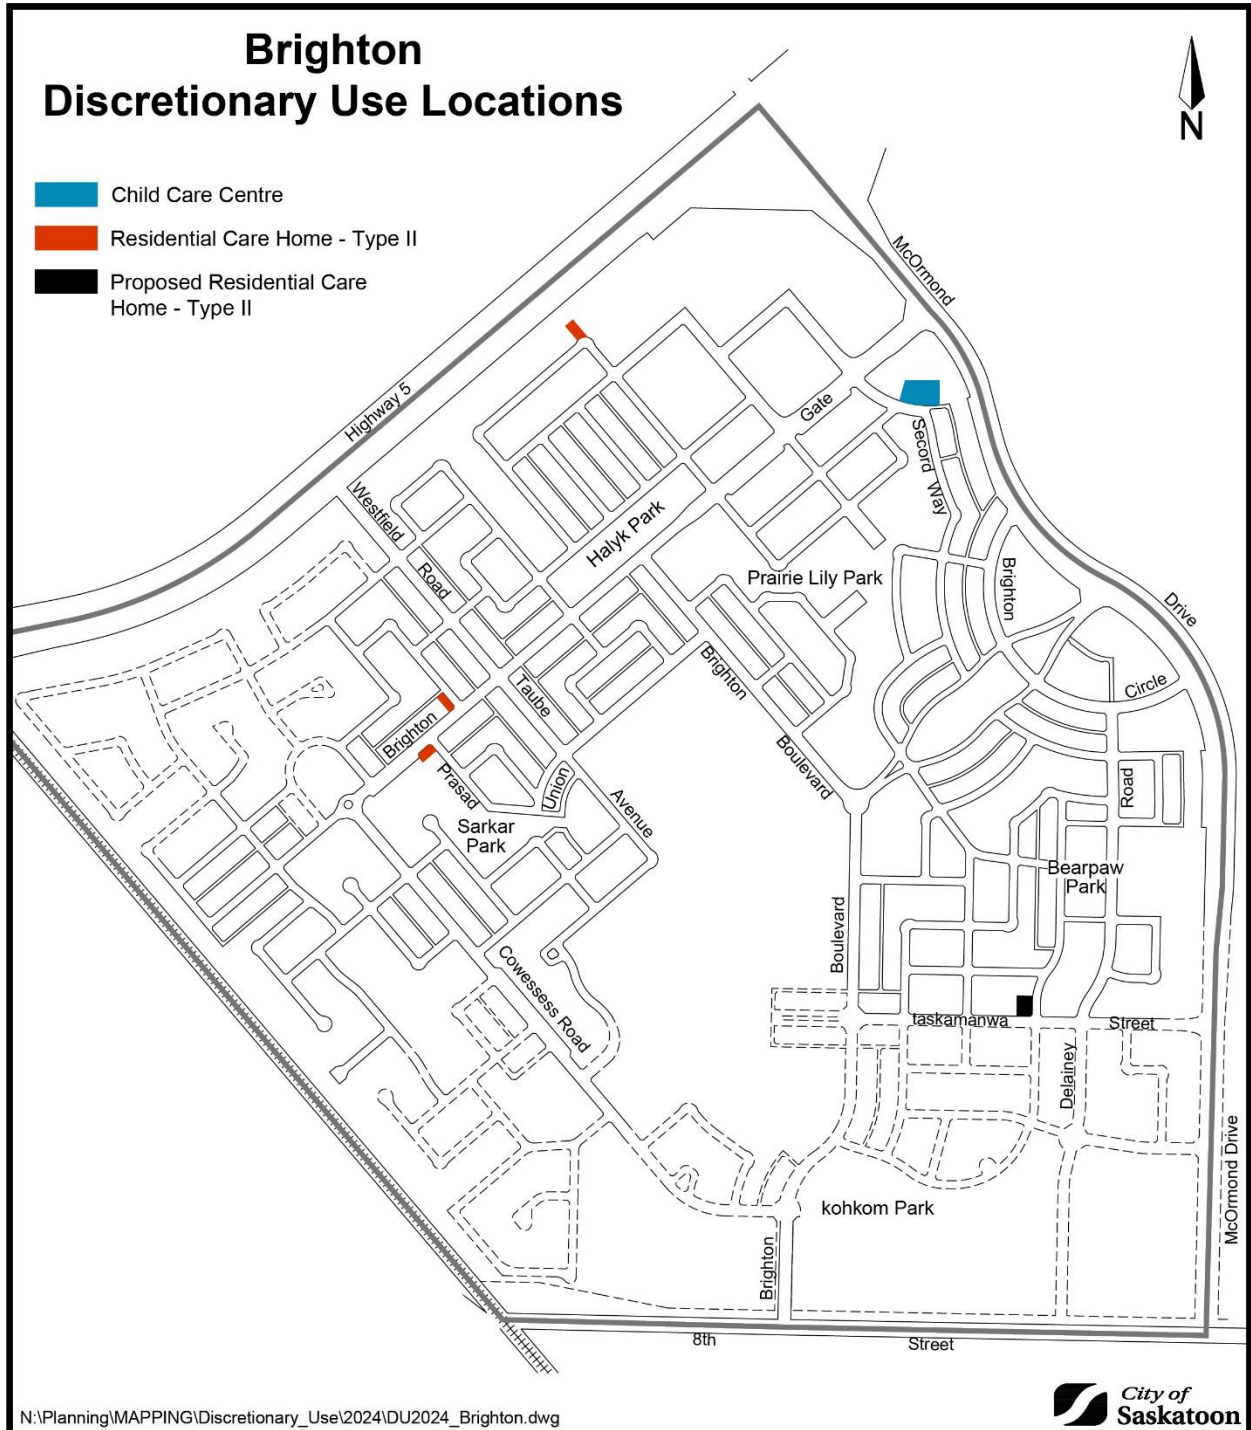 Brighton
Discretionary Use Locations
N
Child Care Centre
Residential Care Home - Type II
Proposed Residential Care
Home - Type II
McOrmond
Highway 5
Gate
Second Way
Westfield
Halyk Park
Road
Prairie Lily Park
Brighton
Drive
Brighton
Taube
Circle
Brighton
Boulevard
Prasad
Union
Avenue
Road
Sarkar
Park
Bearpaw
Park
Boulevard
Cowessess Road
taskamanwa
Street
Delainey
McOrmond Drive
kohkom Park
Brighton
8th
Street
N:\Planning\MAPPING\Discretionary_Use\2024\DU2024_Brighton.dwg
City of
Saskatoon